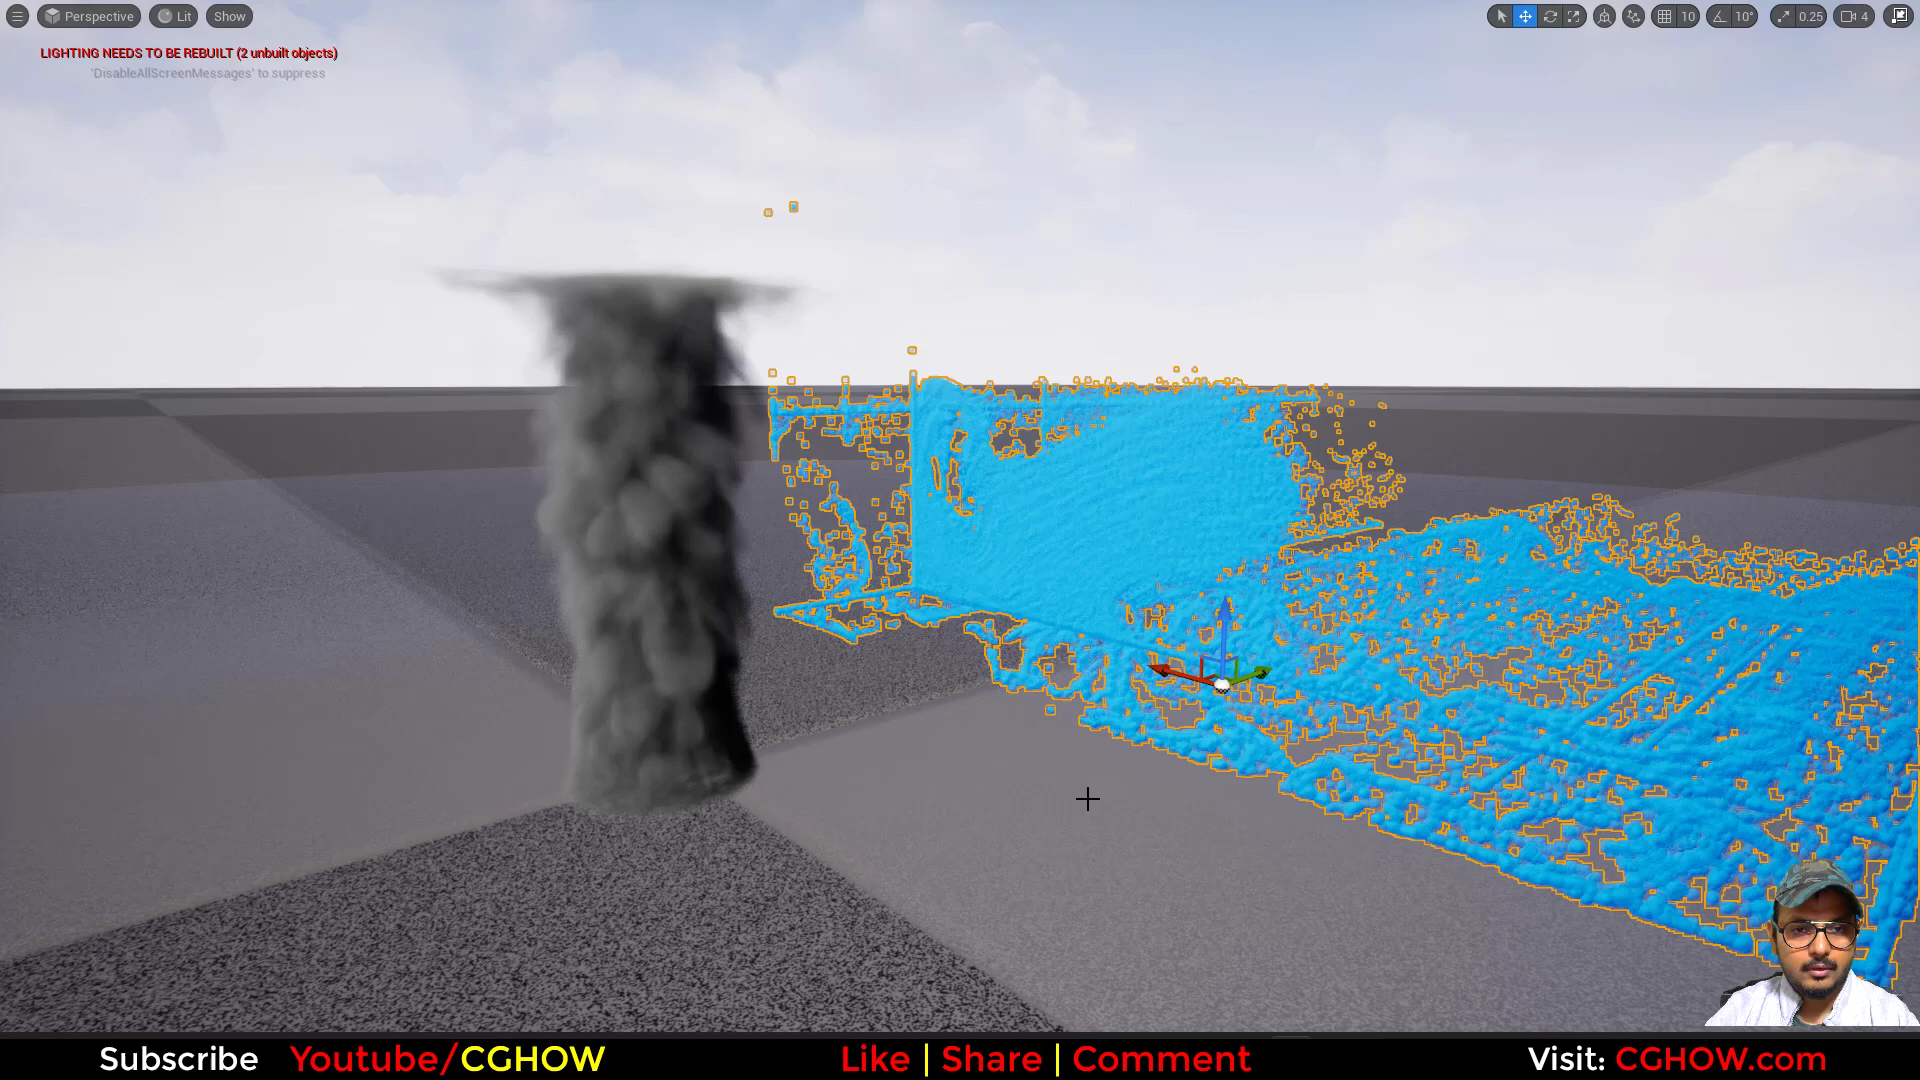 Perspective Lit Show 10 10° 0.25 4
LIGHTING NEEDS TO BE REBUILT (2 unbuilt objects)
'DisableAllScreenMessages' to suppress
Subscribe Youtube/CGHOW Like | Share | Comment Visit: CGHOW.com